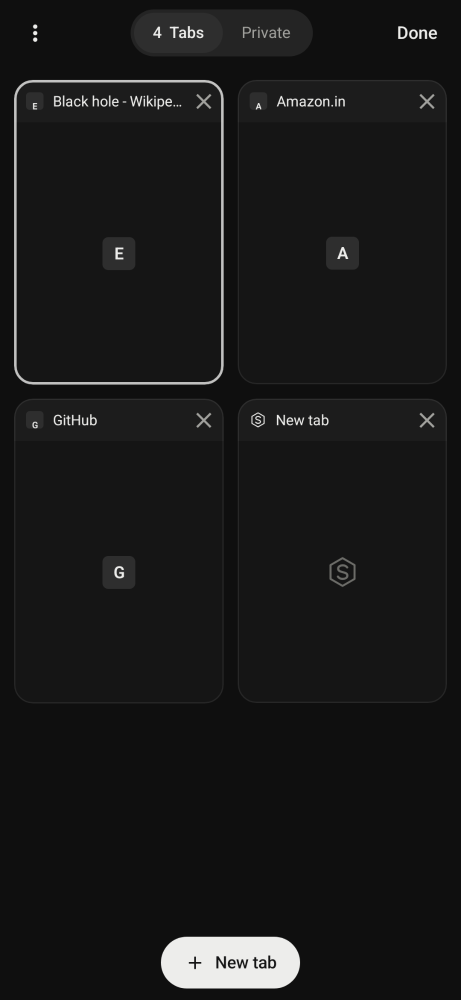 4 Tabs
Private
Done
E
Black hole - Wikipe...
A
Amazon.in
E
A
G
GitHub
S
New tab
G
S
New tab